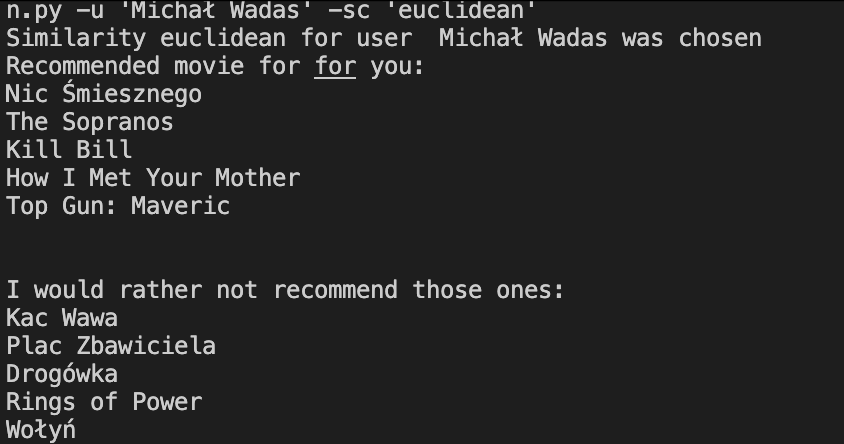 n.py -u 'Michał Wadas' -sc 'euclidean'
Similarity euclidean for user  Michał Wadas was chosen
Recommended movie for for you:
Nic Śmiesznego
The Sopranos
Kill Bill
How I Met Your Mother
Top Gun: Maveric
I would rather not recommend those ones:
Kac Wawa
Plac Zbawiciela
Drogówka
Rings of Power
Wołyń